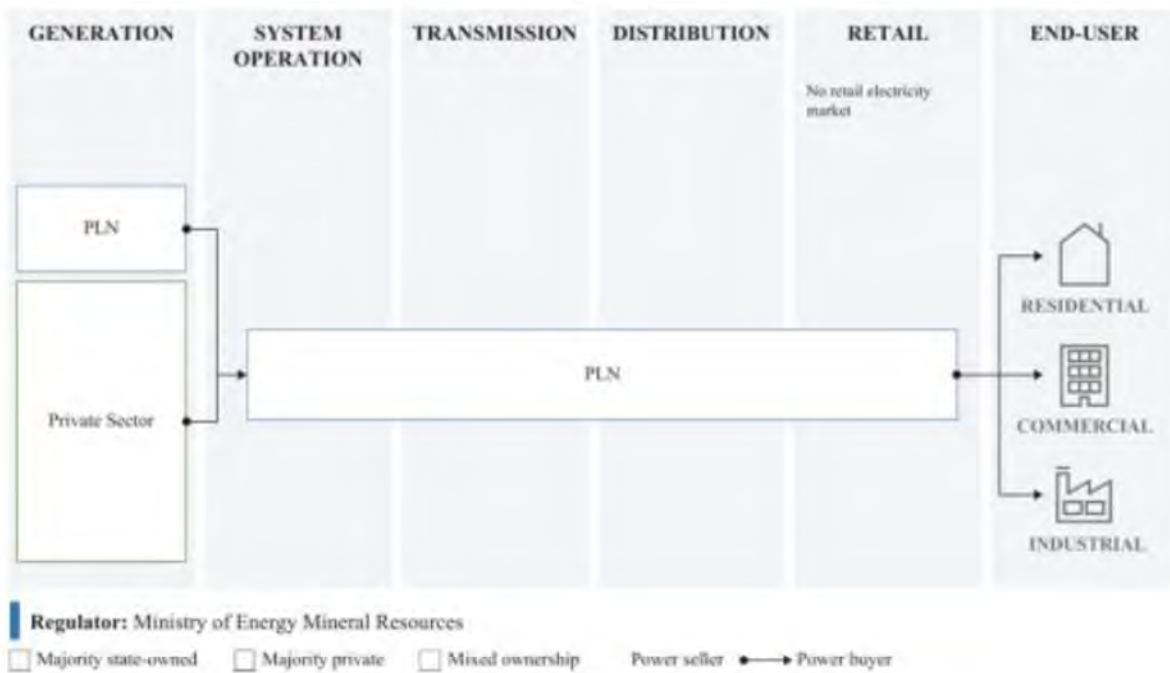 GENERATION
SYSTEM
OPERATION
TRANSMISSION
DISTRIBUTION
RETAIL
END-USER
No retail electricity
market
PLN
Private Sector
PLN
RESIDENTIAL
COMMERCIAL
INDUSTRIAL
Regulator: Ministry of Energy Mineral Resources
Majority state-owned Majority private Mixed ownership Power seller Power buyer